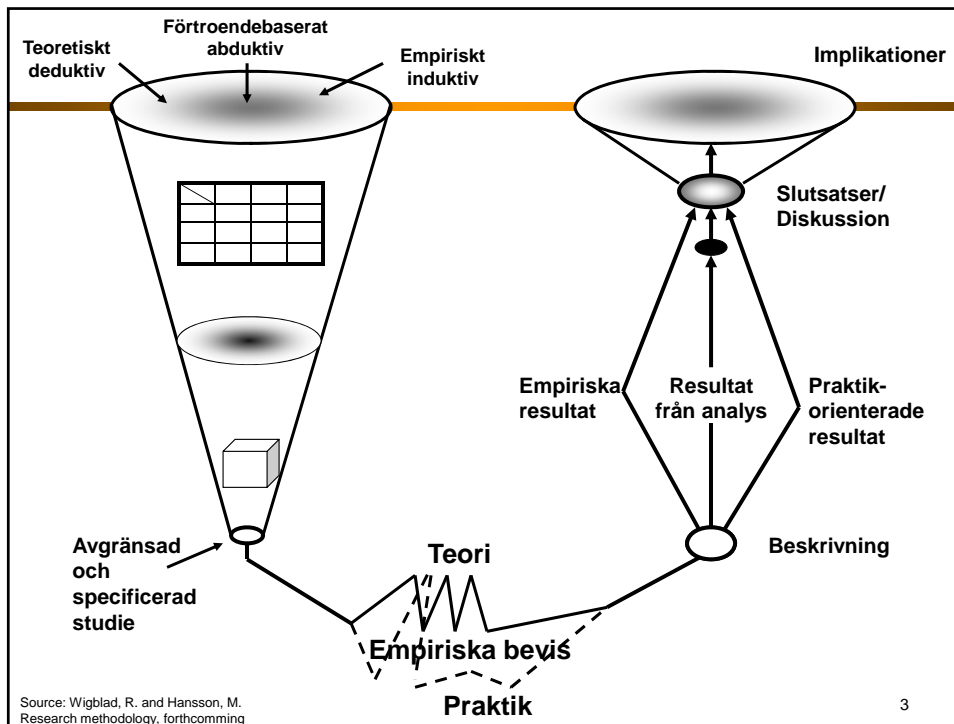 Förtroendebaserat
abduktiv
Teoretiskt
deduktiv
Empiriskt
induktiv
Implikationer
Slutsatser/
Diskussion
Empiriska
resultat
Resultat
från analys
Praktik-
orienterade
resultat
Avgränsad
och
specificerad
studie
Teori
Beskrivning
Empiriska bevis
Praktik
Source: Wigblad, R. and Hansson, M.
Research methodology, forthcomming
3